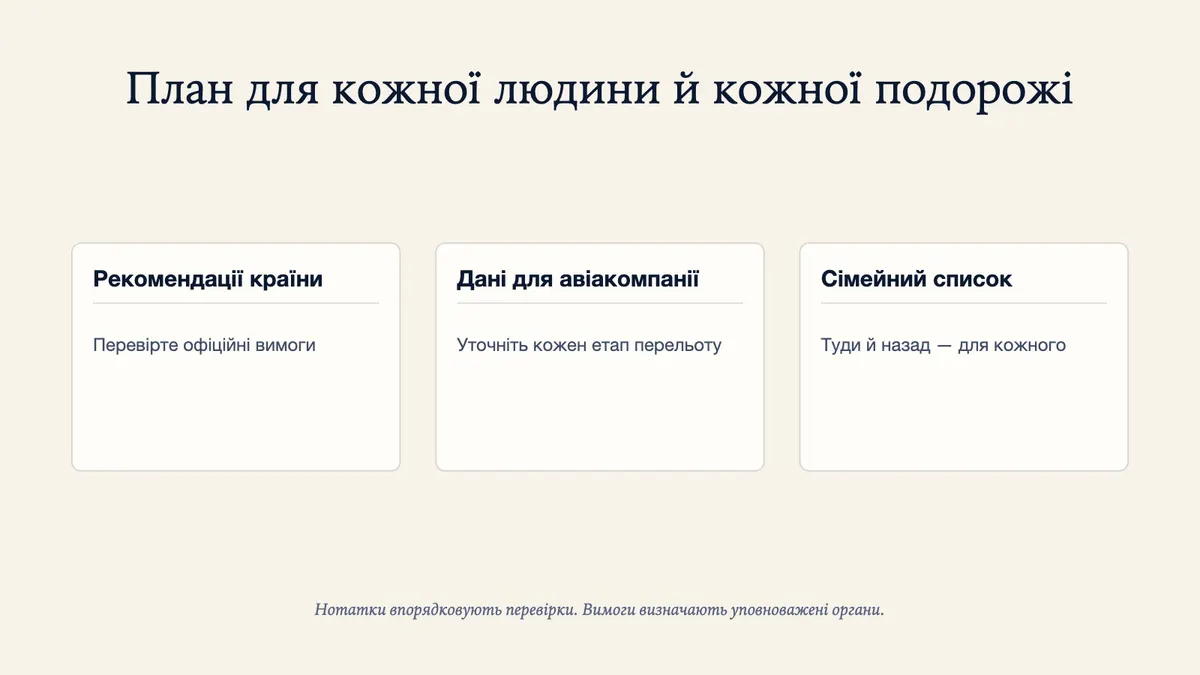 План для кожної людини й кожної подорожі
Рекомендації країни
Перевірте офіційні вимоги
Дані для авіакомпанії
Уточніть кожен етап перельоту
Сімейний список
Туди й назад — для кожного
Нотатки впорядковують перевірки. Вимоги визначають уповноважені органи.